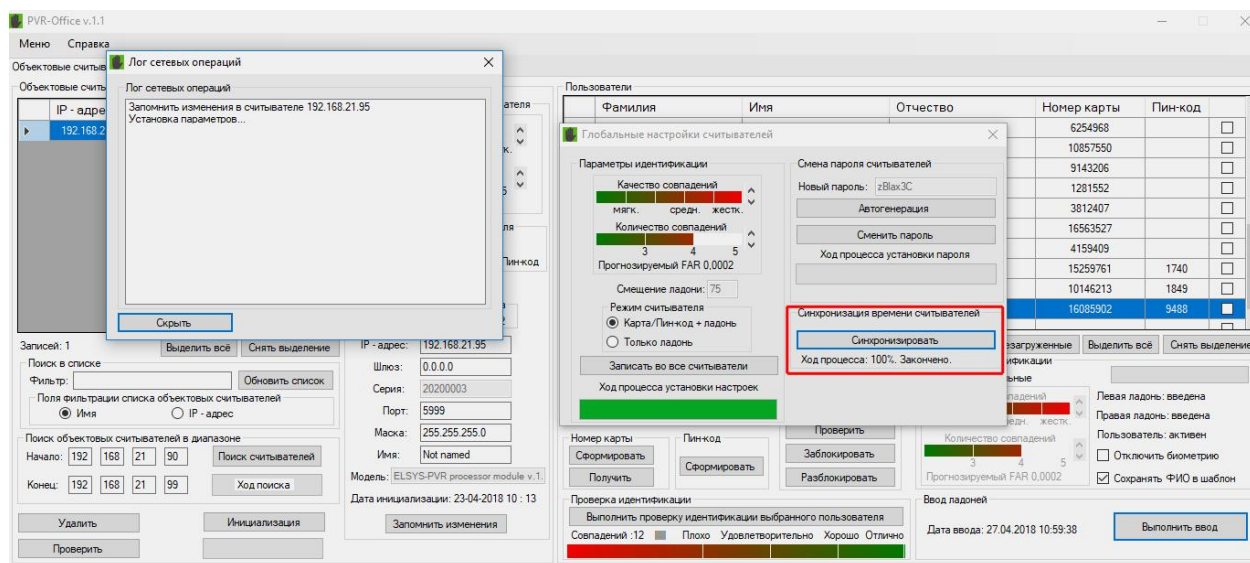 PVR-Office v.1.1
Меню Справка
Объектовые считыв
Объектовые считы
IP - адре
192.168.2
Лог сетевых операций
Лог сетевых операций
Запомнить изменения в считывателе 192.168.21.95
Установка параметров...
Скрыть
Записей: 1
Выделить всё
Снять выделение
Поиск в списке
Фильтр:
Обновить список
Поля фильтрации списка объектовых считывателей
Имя
IP - адрес
Поиск объектовых считывателей в диапазоне
Начало: 192 168 21 90
Поиск считывателей
Конец: 192 168 21 99
Ход поиска
Удалить
Инициализация
Проверить
ателя
к.
5
ля
Пин-код
IP - адрес: 192.168.21.95
Шлюз: 0.0.0.0
Серия: 20200003
Порт: 5999
Маска: 255.255.255.0
Имя: Not named
Модель: ELSYS-PVR processor module v.1.
Дата инициализации: 23-04-2018 10 : 13
Запомнить изменения
Пользователи
Фамилия Имя Отчество Номер карты Пин-код
6254968
10857550
9143206
1281552
3812407
16563527
4159409
15259761 1740
10146213 1849
16085902 9488
Глобальные настройки считывателей
Параметры идентификации
Качество совпадений
мягк. средн. жестк.
Количество совпадений
3 4 5
Прогнозируемый FAR 0,0002
Смещение ладони: 75
Режим считывателя
Карта/Пин-код + ладонь
Только ладонь
Записать во все считыватели
Ход процесса установки настроек
Смена пароля считывателей
Новый пароль: zBlax3C
Автогенерация
Сменить пароль
Ход процесса установки пароля
Синхронизация времени считывателей
Синхронизировать
Ход процесса: 100%. Закончено.
езагруженные
Выделить всё
Снять выделение
Номер карты
Сформировать
Получить
Пин-код
Сформировать
Проверить
Заблокировать
Разблокировать
фикации
ьные
падений
едн. жестк.
Количество совпадений
3 4 5
Прогнозируемый FAR 0,0002
Левая ладонь: введена
Правая ладонь: введена
Пользователь: активен
Отключить биометрию
Сохранять ФИО в шаблон
Проверка идентификации
Выполнить проверку идентификации выбранного пользователя
Совпадений :12 Плохо Удовлетворительно Хорошо Отлично
Ввод ладоней
Дата ввода: 27.04.2018 10:59:38
Выполнить ввод